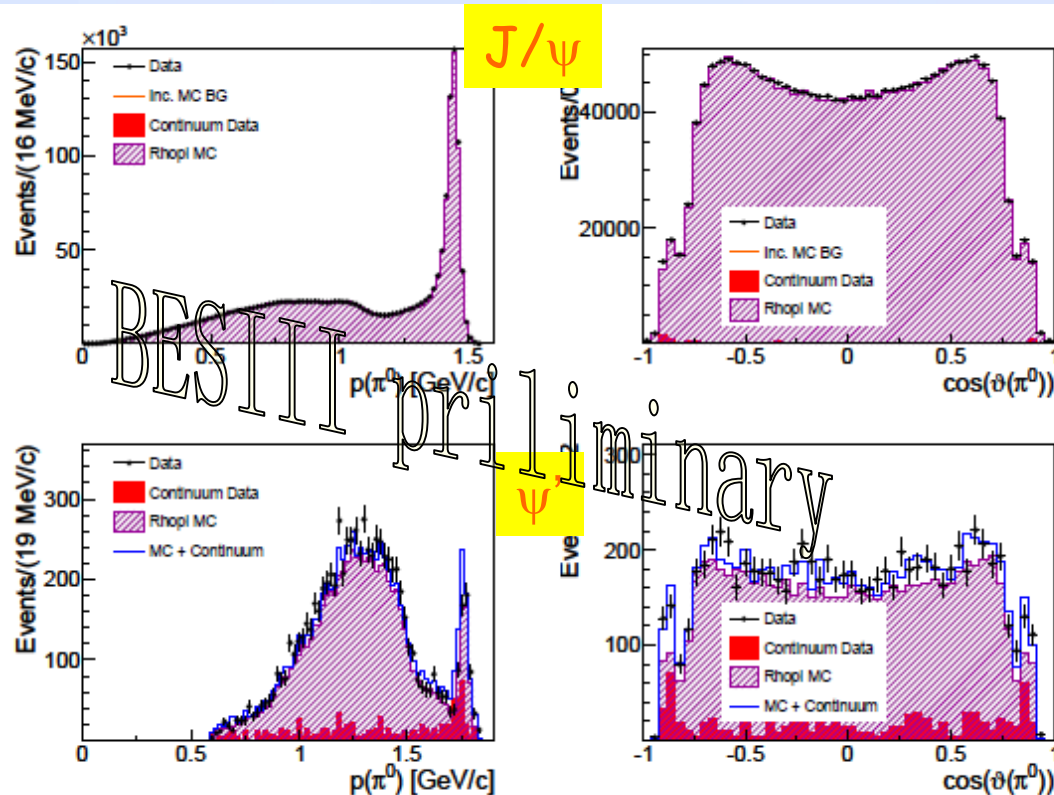 J/ψ
×10³
Events/(16 MeV/c)
150
100
50
0
0.5
1
1.5
p(π⁰) [GeV/c]
Data
Inc. MC BG
Continuum Data
Rhopi MC
Events/0
40000
20000
-1
-0.5
0
0.5
1
cos(ϑ(π⁰))
Data
Inc. MC BG
Continuum Data
Rhopi MC
BESIII priliminary
ψ'
Events/(19 MeV/c)
300
200
100
0
0.5
1
1.5
p(π⁰) [GeV/c]
Data
Continuum Data
Rhopi MC
MC + Continuum
300
200
100
-1
-0.5
0
0.5
1
cos(ϑ(π⁰))
Data
Continuum Data
Rhopi MC
MC + Continuum